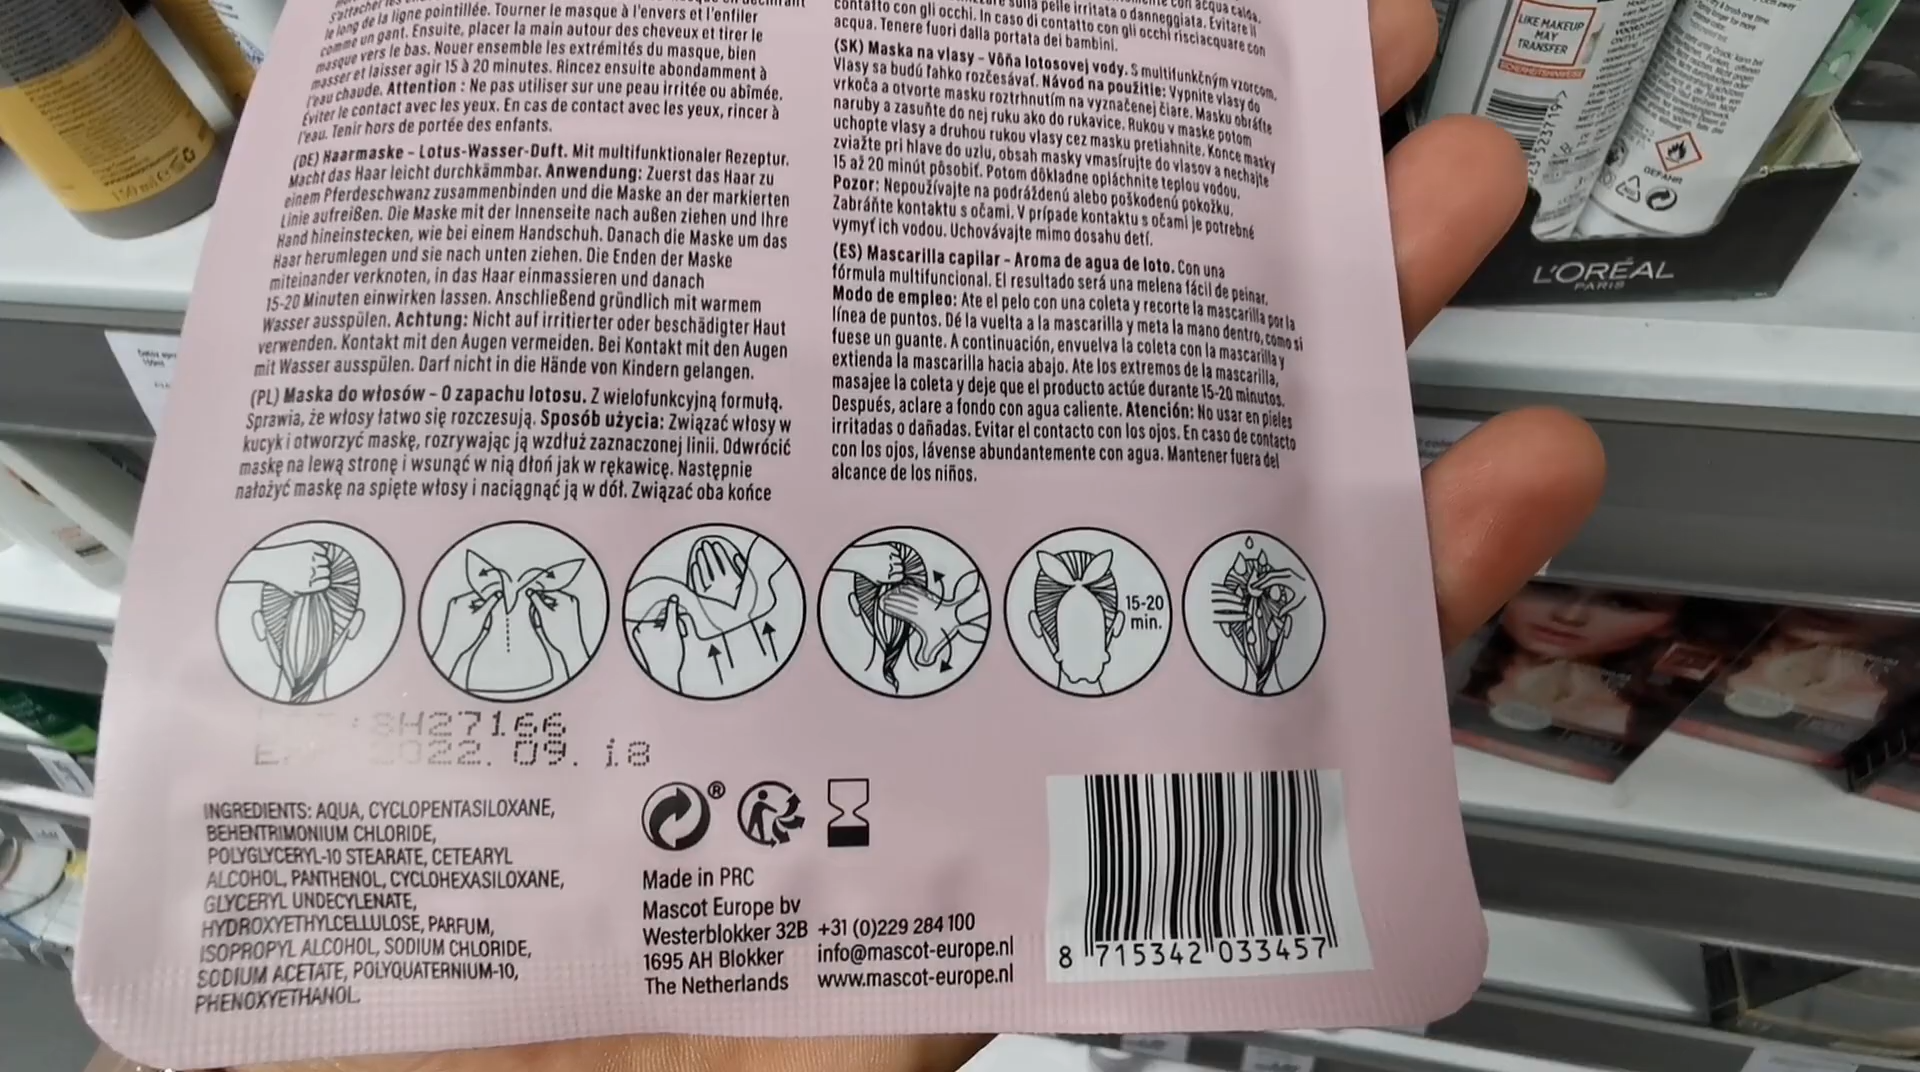 s'attacher les
le long de la ligne pointillée. Tourner le masque à l'envers et l'enfiler
comme un gant. Ensuite, placer la main autour des cheveux et tirer le
masque vers le bas. Nouer ensemble les extrémités du masque, bien
masser et laisser agir 15 à 20 minutes. Rincez ensuite abondamment à
l'eau chaude. Attention : Ne pas utiliser sur une peau irritée ou abîmée.
Éviter le contact avec les yeux. En cas de contact avec les yeux, rincer à
l'eau. Tenir hors de portée des enfants.
(DE) Haarmaske - Lotus-Wasser-Duft. Mit multifunktionaler Rezeptur.
Macht das Haar leicht durchkämmbar. Anwendung: Zuerst das Haar zu
einem Pferdeschwanz zusammenbinden und die Maske an der markierten
Linie aufreißen. Die Maske mit der Innenseite nach außen ziehen und Ihre
Hand hineinstecken, wie bei einem Handschuh. Danach die Maske um das
Haar herumlegen und sie nach unten ziehen. Die Enden der Maske
miteinander verknoten, in das Haar einmassieren und danach
15-20 Minuten einwirken lassen. Anschließend gründlich mit warmem
Wasser ausspülen. Achtung: Nicht auf irritierter oder beschädigter Haut
verwenden. Kontakt mit den Augen vermeiden. Bei Kontakt mit den Augen
mit Wasser ausspülen. Darf nicht in die Hände von Kindern gelangen.
(PL) Maska do włosów - O zapachu lotosu. Z wielofunkcyjną formułą.
Sprawia, że włosy łatwo się rozczesują. Sposób użycia: Związać włosy w
kucyk i otworzyć maskę, rozrywając ją wzdłuż zaznaczonej linii. Odwrócić
maskę na lewą stronę i wsunąć w nią dłoń jak w rękawicę. Następnie
nałożyć maskę na spięte włosy i naciągnąć ją w dół. Związać oba końce
con acqua calda.
sulla pelle irritata o danneggiata. Evitare il
contatto con gli occhi. In caso di contatto con gli occhi risciacquare con
acqua. Tenere fuori dalla portata dei bambini.
(SK) Maska na vlasy - Vôňa lotosovej vody. S multifunkčným vzorcom.
Vlasy sa budú ľahko rozčesávať. Návod na použitie: Vypnite vlasy do
vrkoča a otvorte masku roztrhnutím na vyznačenej čiare. Masku obráťte
naruby a zasuňte do nej ruku ako do rukavice. Rukou v maske potom
uchopte vlasy a druhou rukou vlasy cez masku pretiahnite. Konce masky
zviažte pri hlave do uzlu, obsah masky vmasírujte do vlasov a nechajte
15 až 20 minút pôsobiť. Potom dôkladne opláchnite teplou vodou.
Pozor: Nepoužívajte na podráždenú alebo poškodenú pokožku.
Zabráňte kontaktu s očami. V prípade kontaktu s očami je potrebné
vymyť ich vodou. Uchovávajte mimo dosahu detí.
(ES) Mascarilla capilar - Aroma de agua de loto. Con una
fórmula multifuncional. El resultado será una melena fácil de peinar.
Modo de empleo: Ate el pelo con una coleta y recorte la mascarilla por la
línea de puntos. Dé la vuelta a la mascarilla y meta la mano dentro, como si
fuese un guante. A continuación, envuelva la coleta con la mascarilla y
extienda la mascarilla hacia abajo. Ate los extremos de la mascarilla,
masajee la coleta y deje que el producto actúe durante 15-20 minutos.
Después, aclare a fondo con agua caliente. Atención: No usar en pieles
irritadas o dañadas. Evitar el contacto con los ojos. En caso de contacto
con los ojos, lávense abundantemente con agua. Mantener fuera del
alcance de los niños.
15-20
min.
SH27166
2022. 09. 18
INGREDIENTS: AQUA, CYCLOPENTASILOXANE,
BEHENTRIMONIUM CHLORIDE,
POLYGLYCERYL-10 STEARATE, CETEARYL
ALCOHOL, PANTHENOL, CYCLOHEXASILOXANE,
GLYCERYL UNDECYLENATE,
HYDROXYETHYLCELLULOSE, PARFUM,
ISOPROPYL ALCOHOL, SODIUM CHLORIDE,
SODIUM ACETATE, POLYQUATERNIUM-10,
PHENOXYETHANOL.
®
Made in PRC
Mascot Europe bv
Westerblokker 32B
1695 AH Blokker
The Netherlands
+31 (0)229 284 100
info@mascot-europe.nl
www.mascot-europe.nl
8 715342 033457
LIKE MAKEUP
MAY
TRANSFER
GEFAHR
L'ORÉAL
PARIS
150 ml